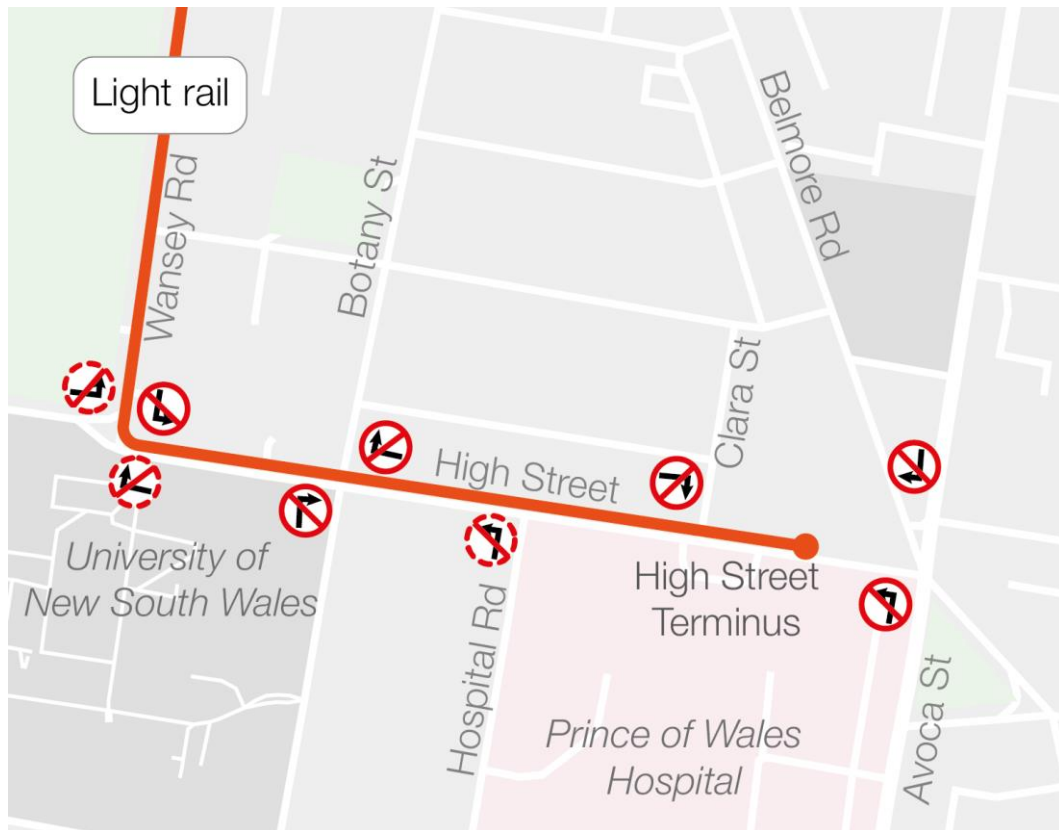 Light rail
Wansey Rd
Botany St
Belmore Rd
Clara St
High Street
University of
New South Wales
Hospital Rd
High Street
Terminus
Prince of Wales
Hospital
Avoca St